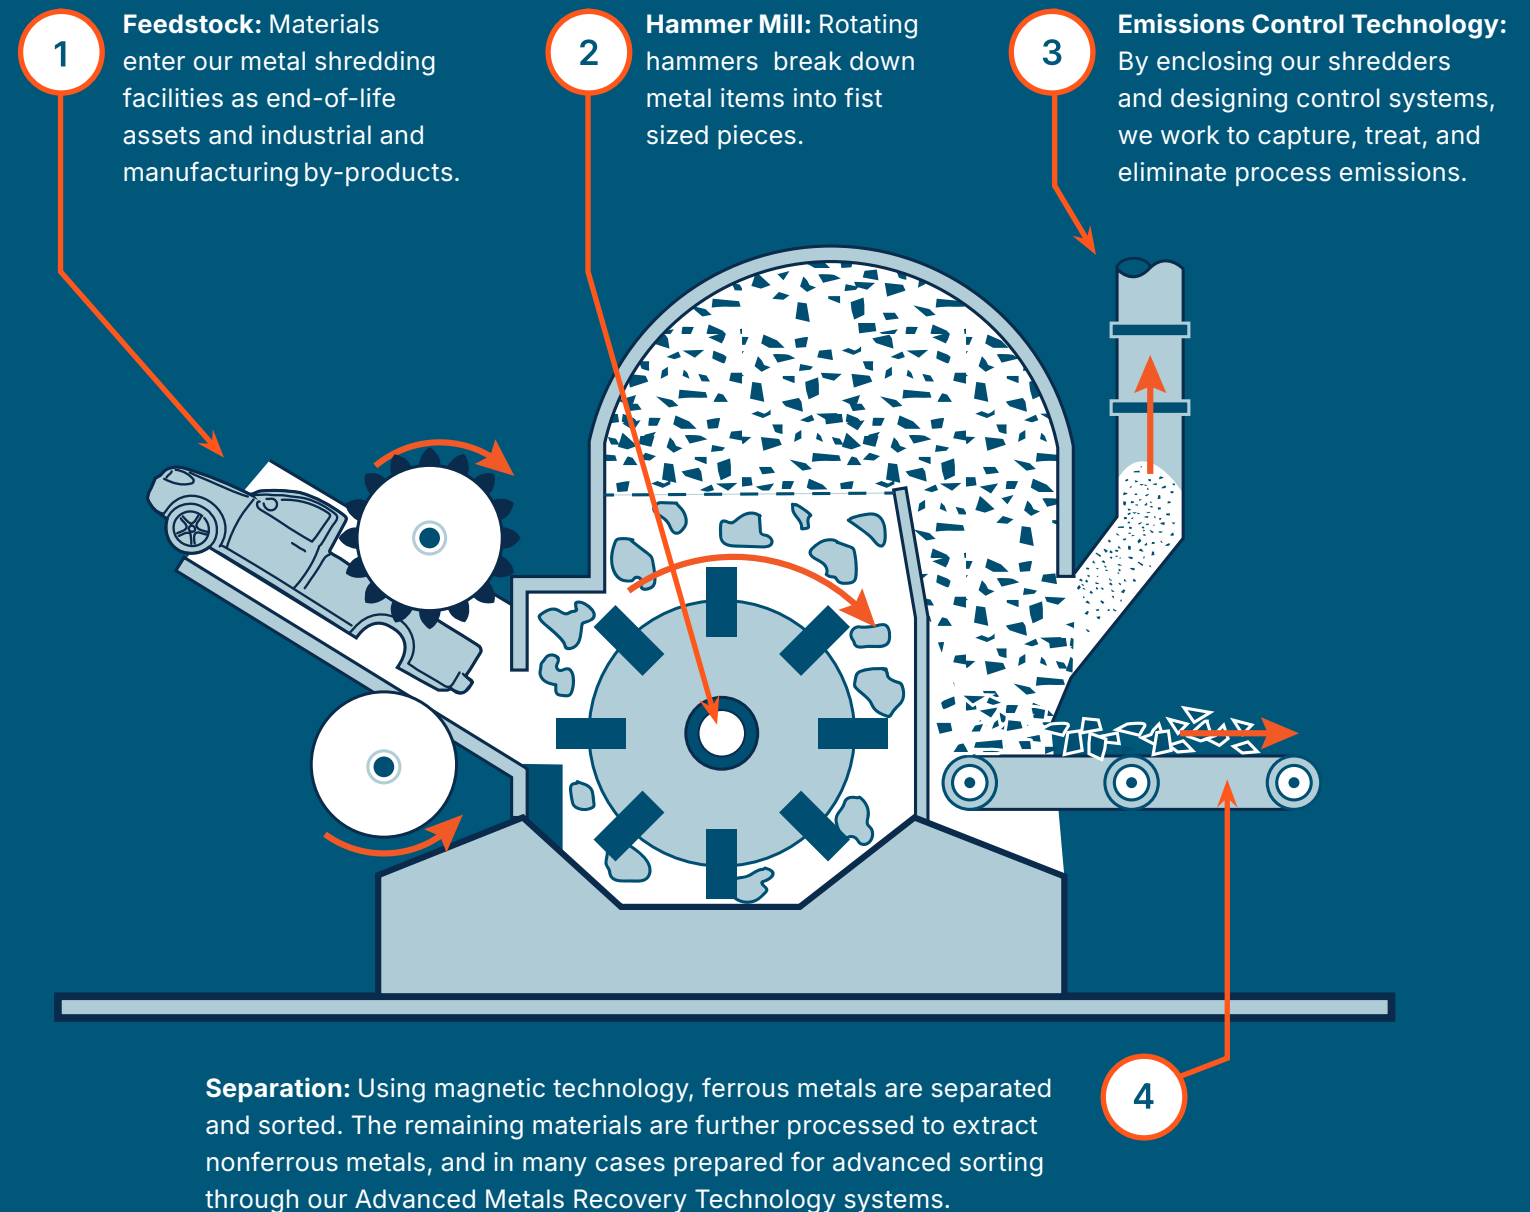 1
Feedstock: Materials
enter our metal shredding
facilities as end-of-life
assets and industrial and
manufacturing by-products.
2
Hammer Mill: Rotating
hammers break down
metal items into fist
sized pieces.
3
Emissions Control Technology:
By enclosing our shredders
and designing control systems,
we work to capture, treat, and
eliminate process emissions.
Separation: Using magnetic technology, ferrous metals are separated
and sorted. The remaining materials are further processed to extract
nonferrous metals, and in many cases prepared for advanced sorting
through our Advanced Metals Recovery Technology systems.
4